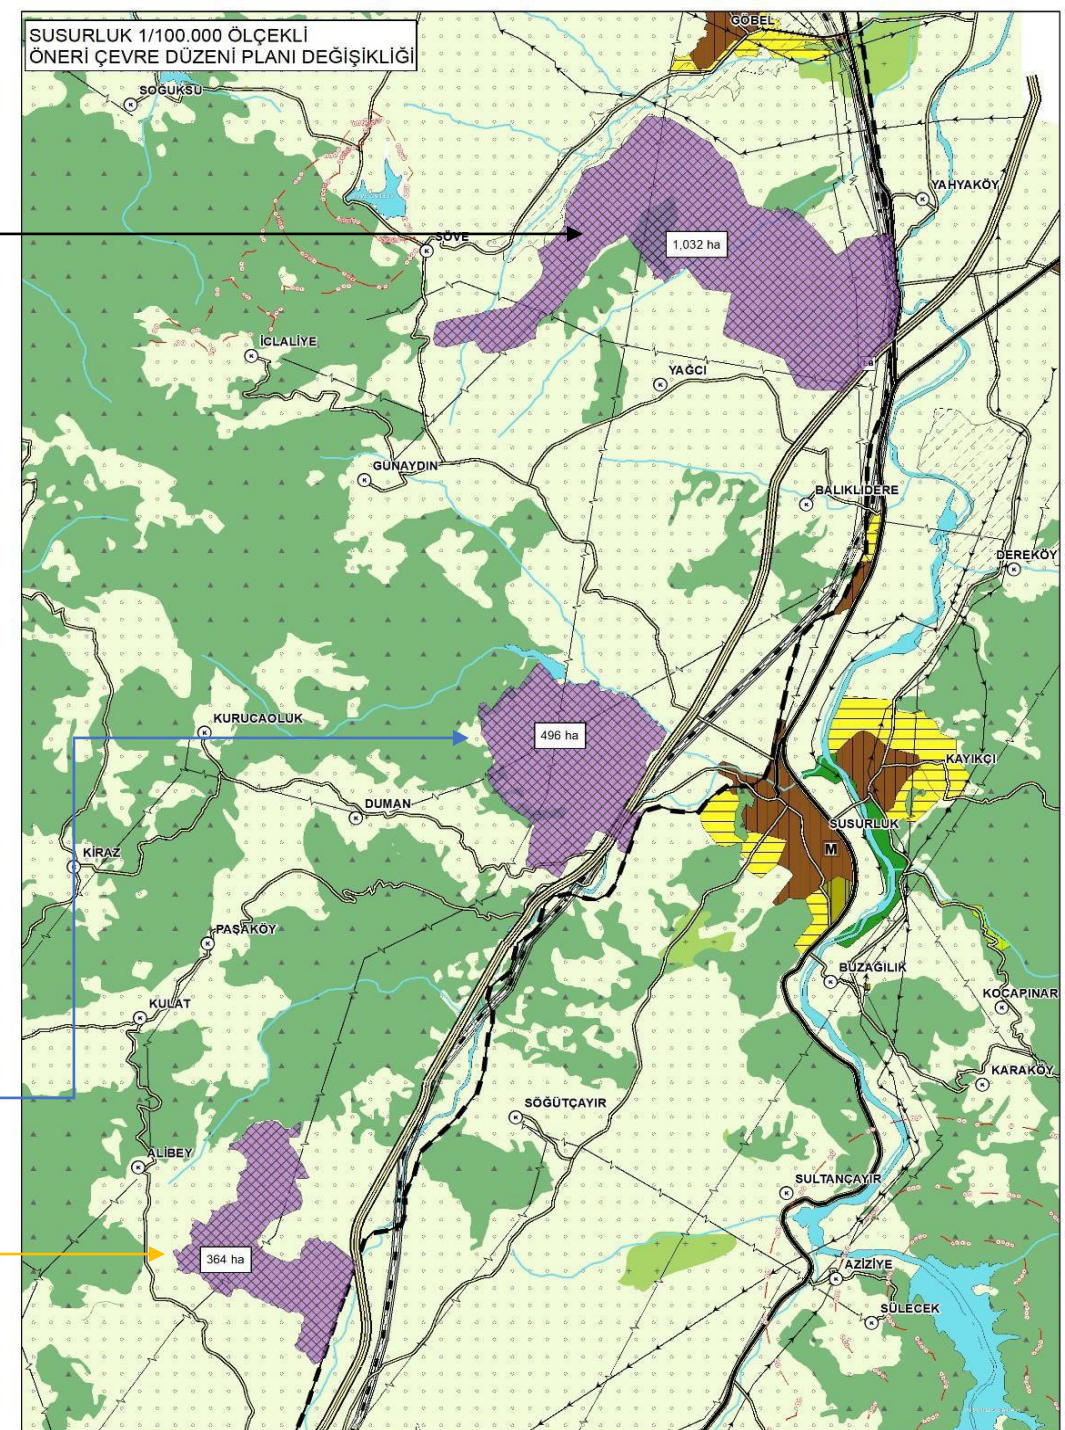 SUSURLUK 1/100.000 ÖLÇEKLİ
ÖNERİ ÇEVRE DÜZENİ PLANI DEĞİŞİKLİĞİ
GÖBEL
SOĞUKSU
K
YAHYAKÖY
K
SÖVE
K
1,032 ha
İCLALİYE
K
YAĞCI
K
GÜNAYDIN
K
BALIKLIDERE
K
DEREKÖY
K
KURUCAOLUK
K
496 ha
KAYIKÇI
DUMAN
K
SUSURLUK
M
KİRAZ
K
PAŞAKÖY
K
BUZAĞILIK
K
KULAT
K
KOCAPINAR
K
KARAKÖY
K
SÖĞÜTÇAYIR
K
ALİBEY
K
SULTANÇAYIR
K
364 ha
AZİZİYE
K
SÜLECEK
K